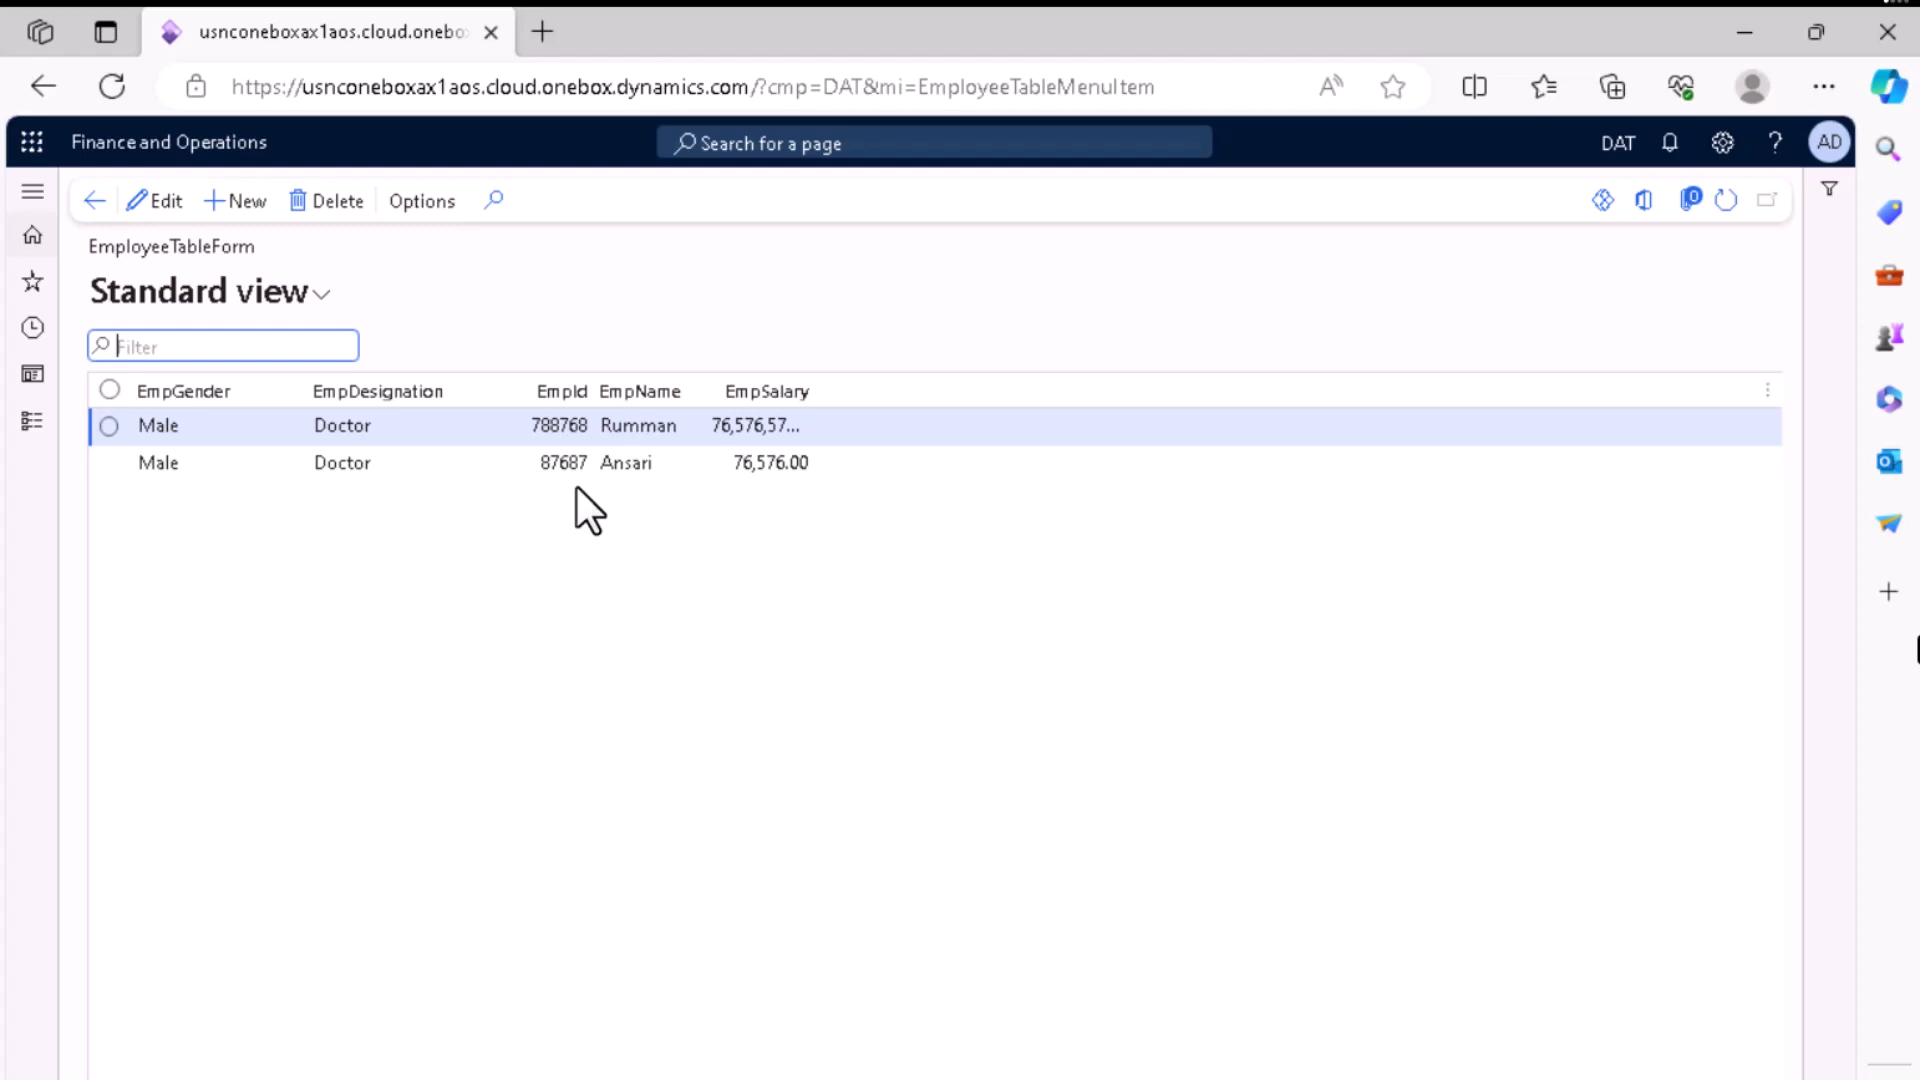 usnconeboxax1aos.cloud.onebo
https://usnconeboxax1aos.cloud.onebox.dynamics.com/?cmp=DAT&mi=EmployeeTableMenuItem
Finance and Operations
Search for a page
DAT
?
AD
Edit
New
Delete
Options
0
EmployeeTableForm
Standard view
Filter
EmpGender EmpDesignation EmpId EmpName EmpSalary
Male Doctor 788768 Rumman 76,576,57...
Male Doctor 87687 Ansari 76,576.00